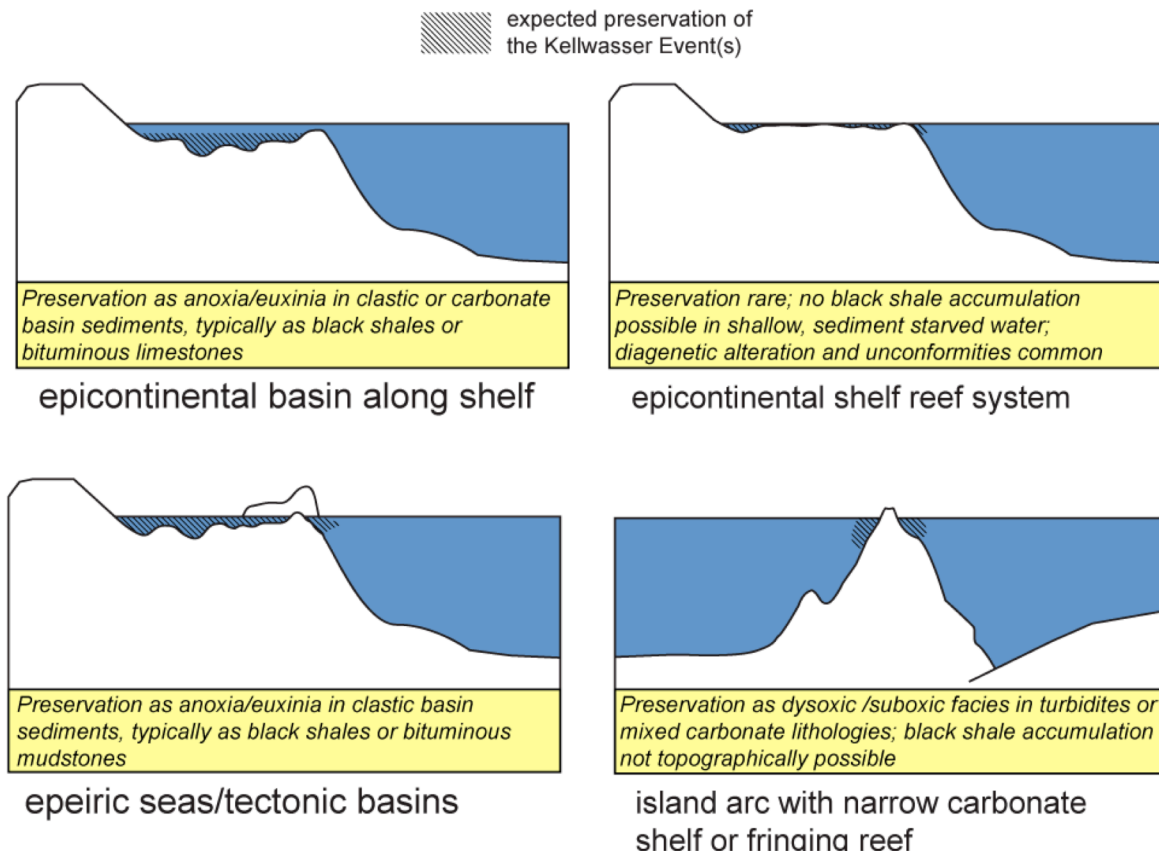 expected preservation of
the Kellwasser Event(s)
Preservation as anoxia/euxinia in clastic or carbonate
basin sediments, typically as black shales or
bituminous limestones
epicontinental basin along shelf
Preservation rare; no black shale accumulation
possible in shallow, sediment starved water;
diagenetic alteration and unconformities common
epicontinental shelf reef system
Preservation as anoxia/euxinia in clastic basin
sediments, typically as black shales or bituminous
mudstones
epeiric seas/tectonic basins
Preservation as dysoxic /suboxic facies in turbidites or
mixed carbonate lithologies; black shale accumulation
not topographically possible
island arc with narrow carbonate
shelf or fringing reef